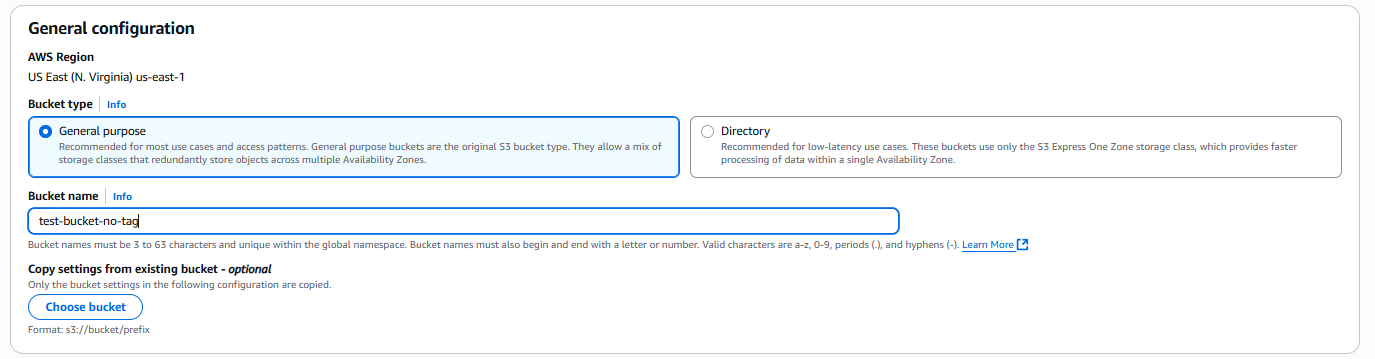 General configuration
AWS Region
US East (N. Virginia) us-east-1
Bucket type Info
General purpose
Recommended for most use cases and access patterns. General purpose buckets are the original S3 bucket type. They allow a mix of
storage classes that redundantly store objects across multiple Availability Zones.
Directory
Recommended for low-latency use cases. These buckets use only the S3 Express One Zone storage class, which provides faster
processing of data within a single Availability Zone.
Bucket name Info
test-bucket-no-tag
Bucket names must be 3 to 63 characters and unique within the global namespace. Bucket names must also begin and end with a letter or number. Valid characters are a-z, 0-9, periods (.), and hyphens (-). Learn More
Copy settings from existing bucket - optional
Only the bucket settings in the following configuration are copied.
Choose bucket
Format: s3://bucket/prefix